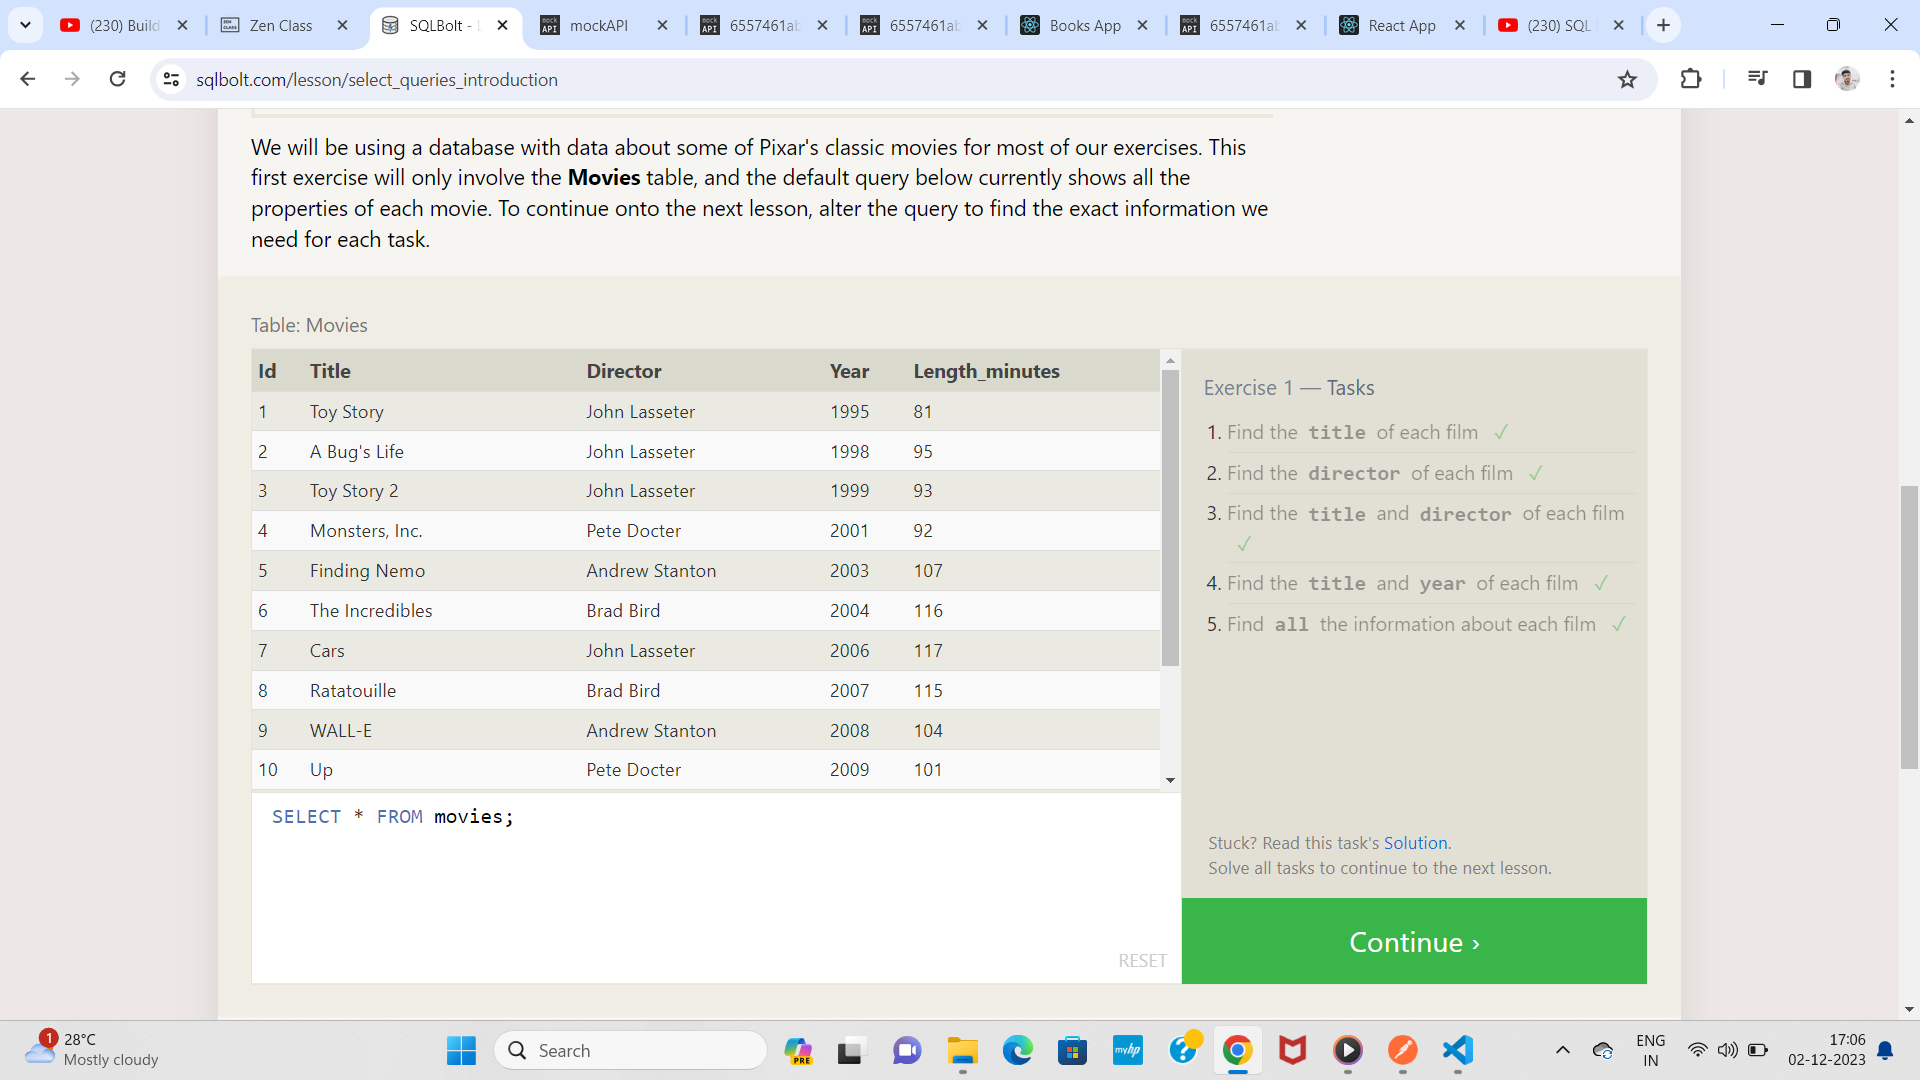 (230) Build
Zen Class
SQLBolt - L
mockAPI
6557461ab
6557461ab
Books App
6557461ab
React App
(230) SQL
sqlbolt.com/lesson/select_queries_introduction
We will be using a database with data about some of Pixar's classic movies for most of our exercises. This
first exercise will only involve the Movies table, and the default query below currently shows all the
properties of each movie. To continue onto the next lesson, alter the query to find the exact information we
need for each task.
Table: Movies
Id Title Director Year Length_minutes
1 Toy Story John Lasseter 1995 81
2 A Bug's Life John Lasseter 1998 95
3 Toy Story 2 John Lasseter 1999 93
4 Monsters, Inc. Pete Docter 2001 92
5 Finding Nemo Andrew Stanton 2003 107
6 The Incredibles Brad Bird 2004 116
7 Cars John Lasseter 2006 117
8 Ratatouille Brad Bird 2007 115
9 WALL-E Andrew Stanton 2008 104
10 Up Pete Docter 2009 101
SELECT * FROM movies;
RESET
Exercise 1 — Tasks
1. Find the title of each film ✓
2. Find the director of each film ✓
3. Find the title and director of each film
✓
4. Find the title and year of each film ✓
5. Find all the information about each film ✓
Stuck? Read this task's Solution.
Solve all tasks to continue to the next lesson.
Continue ›
1
28°C
Mostly cloudy
Search
PRE
myhp
ENG
IN
17:06
02-12-2023